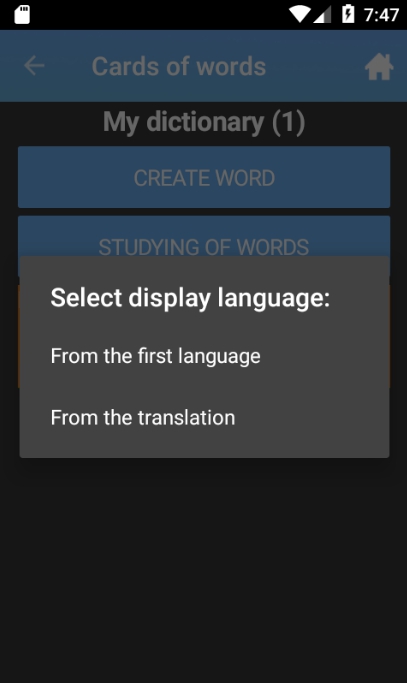 7:47
Cards of words
My dictionary (1)
CREATE WORD
STUDYING OF WORDS
Select display language:
From the first language
From the translation